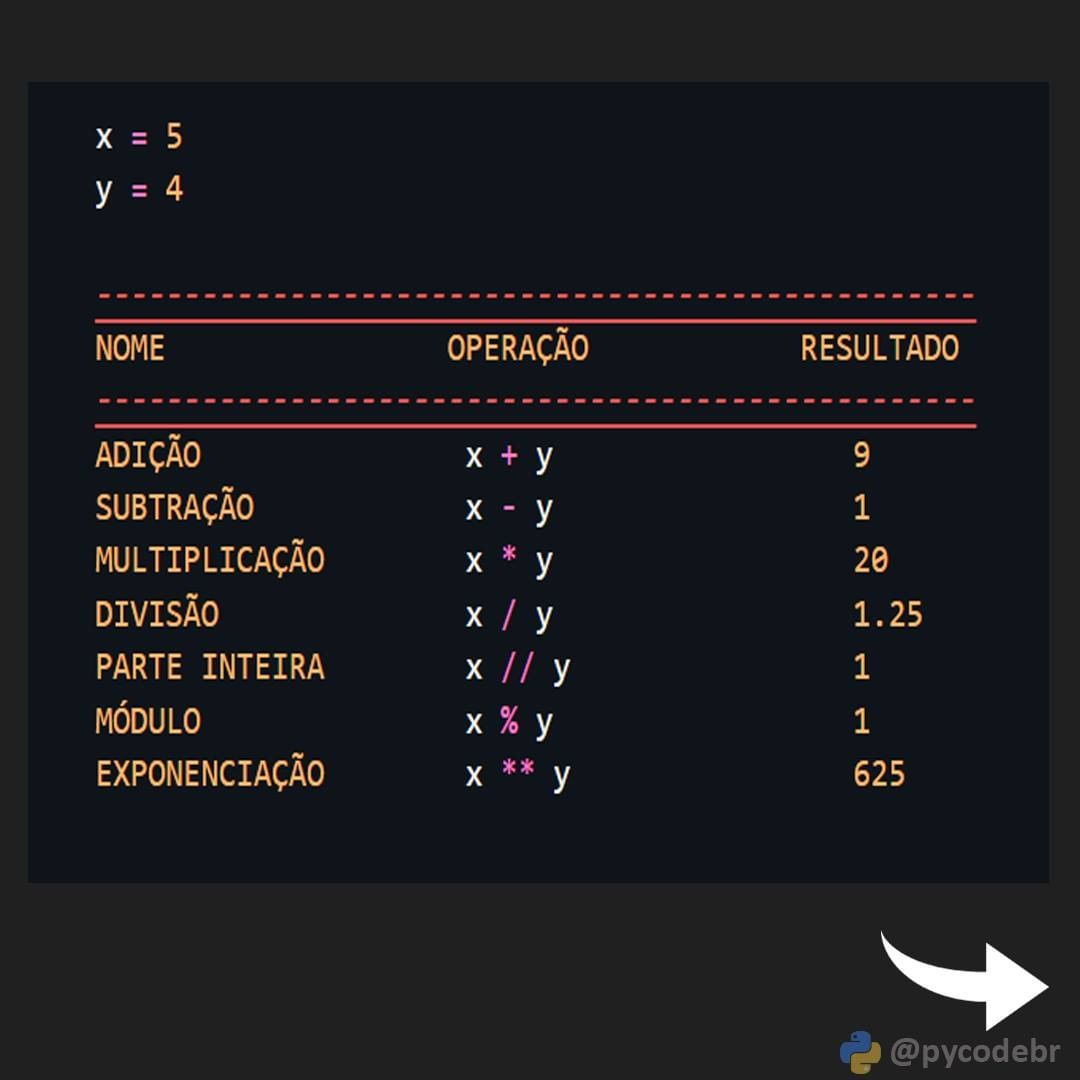 x = 5
y = 4
--------------------------------------------------
NOME OPERAÇÃO RESULTADO
--------------------------------------------------
ADIÇÃO x + y 9
SUBTRAÇÃO x - y 1
MULTIPLICAÇÃO x * y 20
DIVISÃO x / y 1.25
PARTE INTEIRA x // y 1
MÓDULO x % y 1
EXPONENCIAÇÃO x ** y 625
@pycodebr